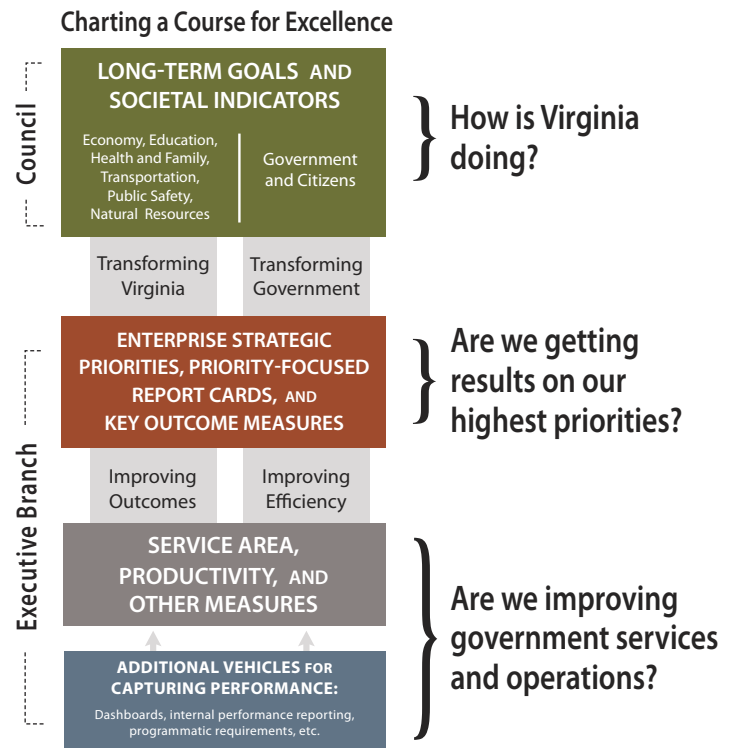 Charting a Course for Excellence
Council
LONG-TERM GOALS AND
SOCIETAL INDICATORS
Economy, Education,
Health and Family,
Transportation,
Public Safety,
Natural Resources
Government
and Citizens
How is Virginia
doing?
Transforming
Virginia
Transforming
Government
Executive Branch
ENTERPRISE STRATEGIC
PRIORITIES, PRIORITY-FOCUSED
REPORT CARDS, AND
KEY OUTCOME MEASURES
Are we getting
results on our
highest priorities?
Improving
Outcomes
Improving
Efficiency
SERVICE AREA,
PRODUCTIVITY, AND
OTHER MEASURES
Are we improving
government services
and operations?
ADDITIONAL VEHICLES FOR
CAPTURING PERFORMANCE:
Dashboards, internal performance reporting,
programmatic requirements, etc.